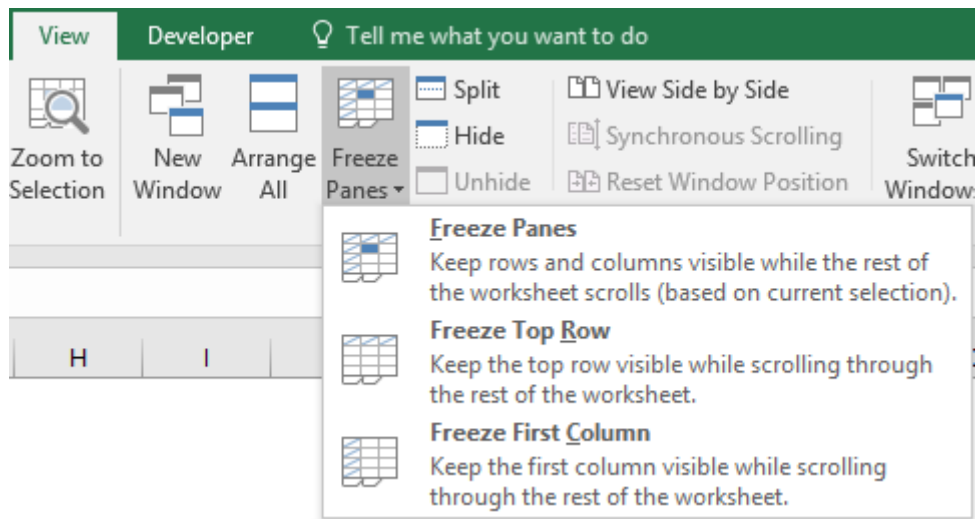 View Developer Tell me what you want to do
Split View Side by Side
Hide Synchronous Scrolling
Zoom to New Arrange Freeze Switch
Selection Window All Panes Unhide Reset Window Position
Freeze Panes
Keep rows and columns visible while the rest of
the worksheet scrolls (based on current selection).
Freeze Top Row
H I
Keep the top row visible while scrolling through
the rest of the worksheet.
Freeze First Column
Keep the first column visible while scrolling
through the rest of the worksheet.